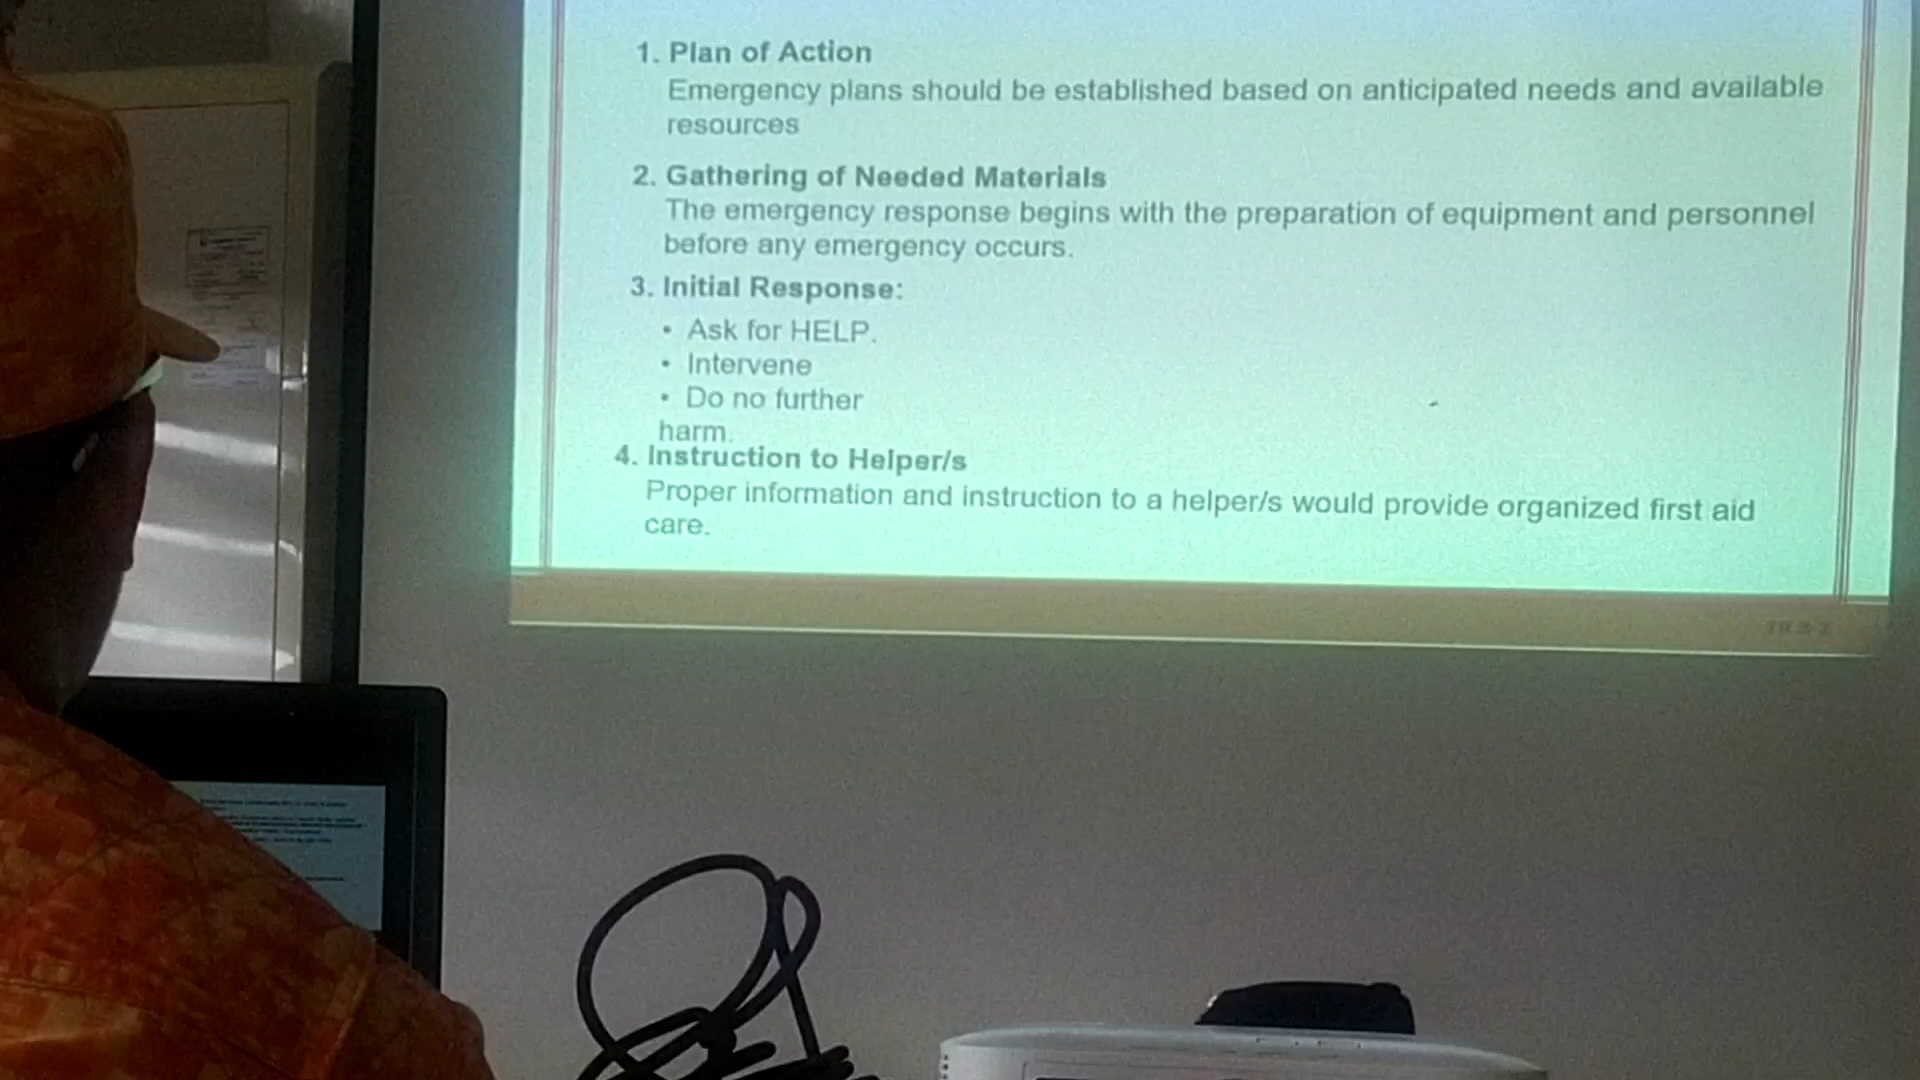 1. Plan of Action
Emergency plans should be established based on anticipated needs and available
resources
2. Gathering of Needed Materials
The emergency response begins with the preparation of equipment and personnel
before any emergency occurs.
3. Initial Response:
• Ask for HELP.
• Intervene
• Do no further
harm.
4. Instruction to Helper/s
Proper information and instruction to a helper/s would provide organized first aid
care.